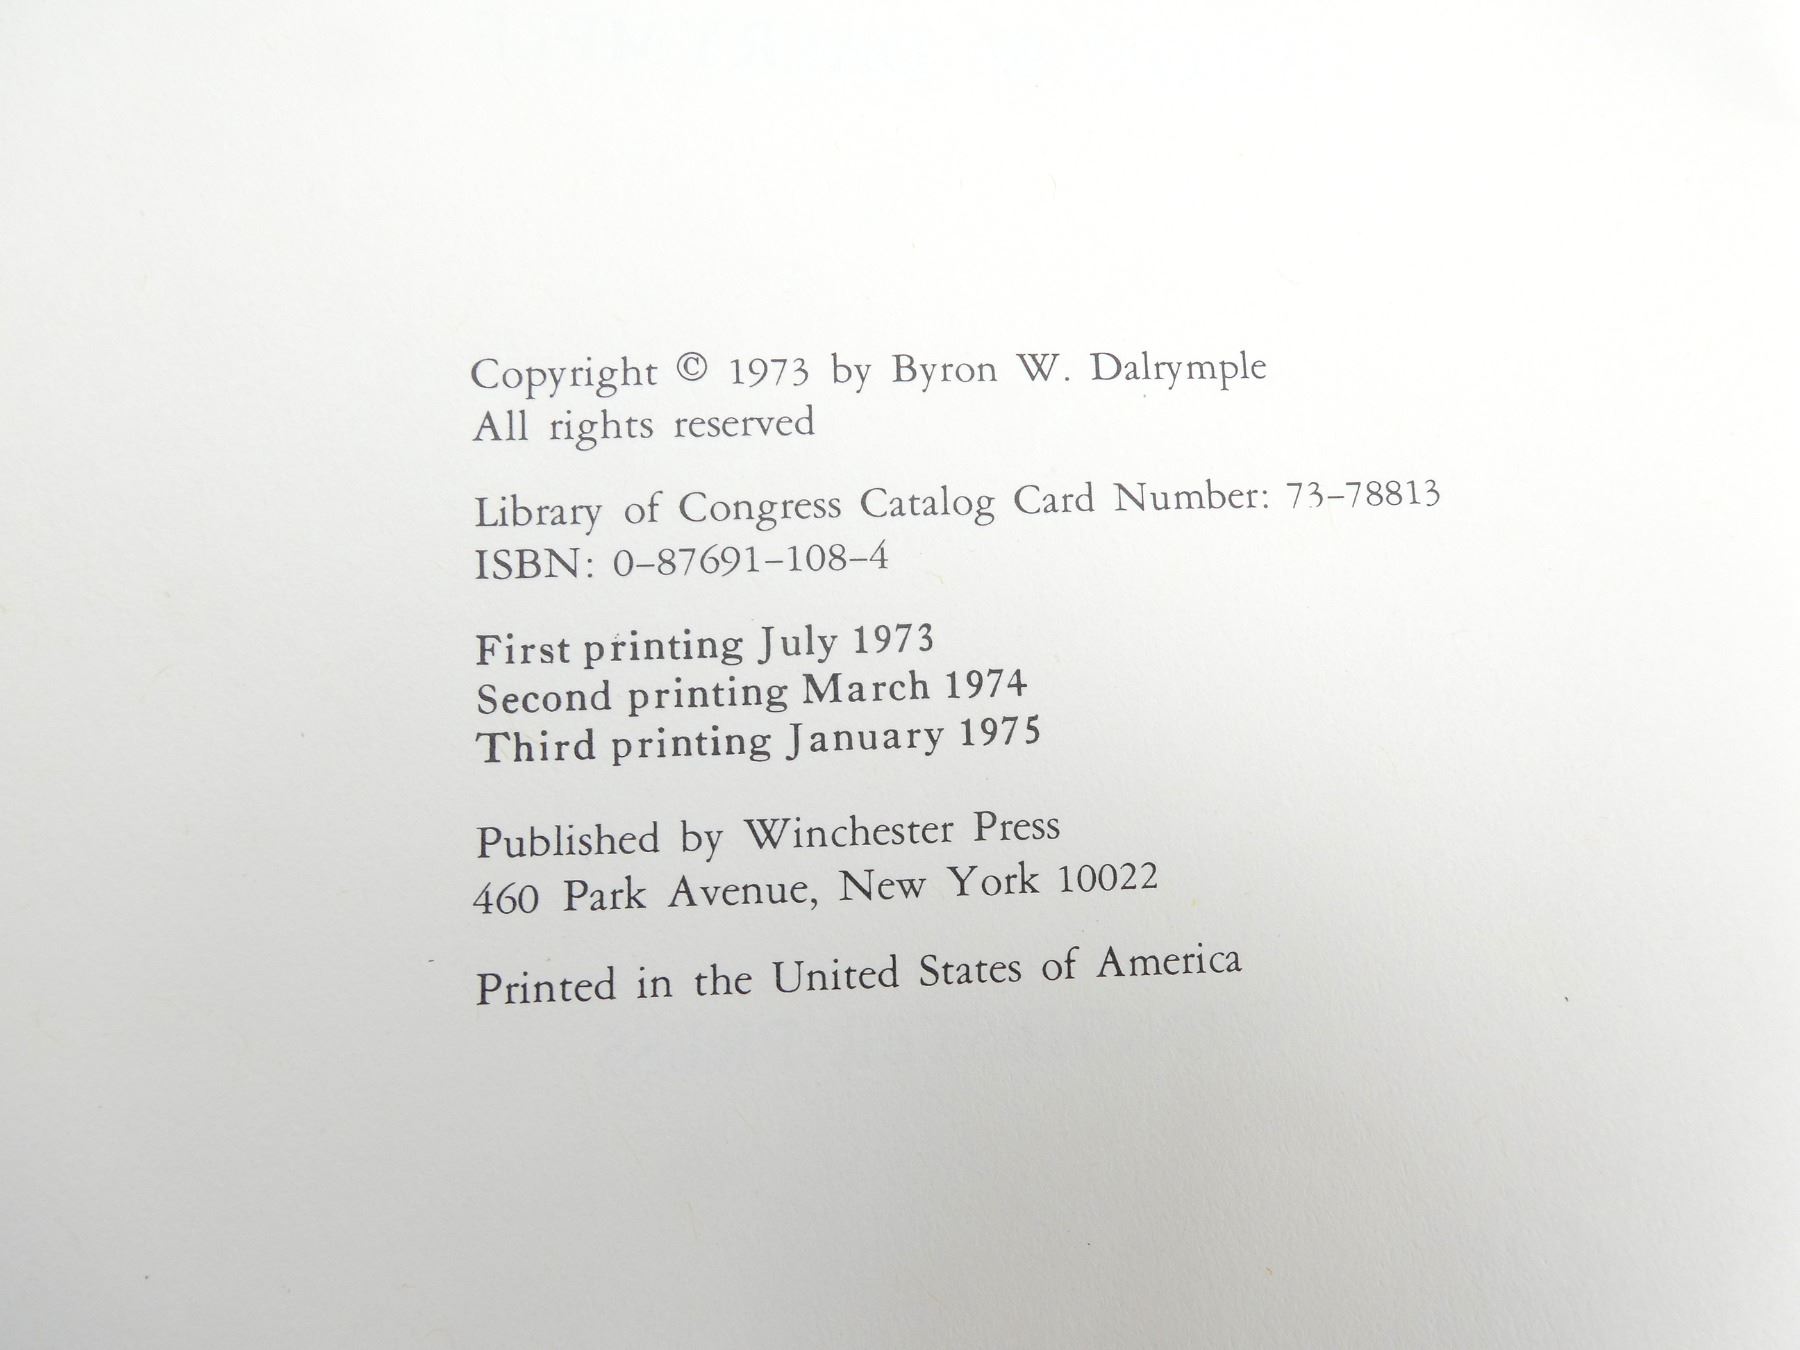 Copyright © 1973 by Byron W. Dalrymple
All rights reserved
Library of Congress Catalog Card Number: 73-78813
ISBN: 0-87691-108-4
First printing July 1973
Second printing March 1974
Third printing January 1975
Published by Winchester Press
460 Park Avenue, New York 10022
Printed in the United States of America